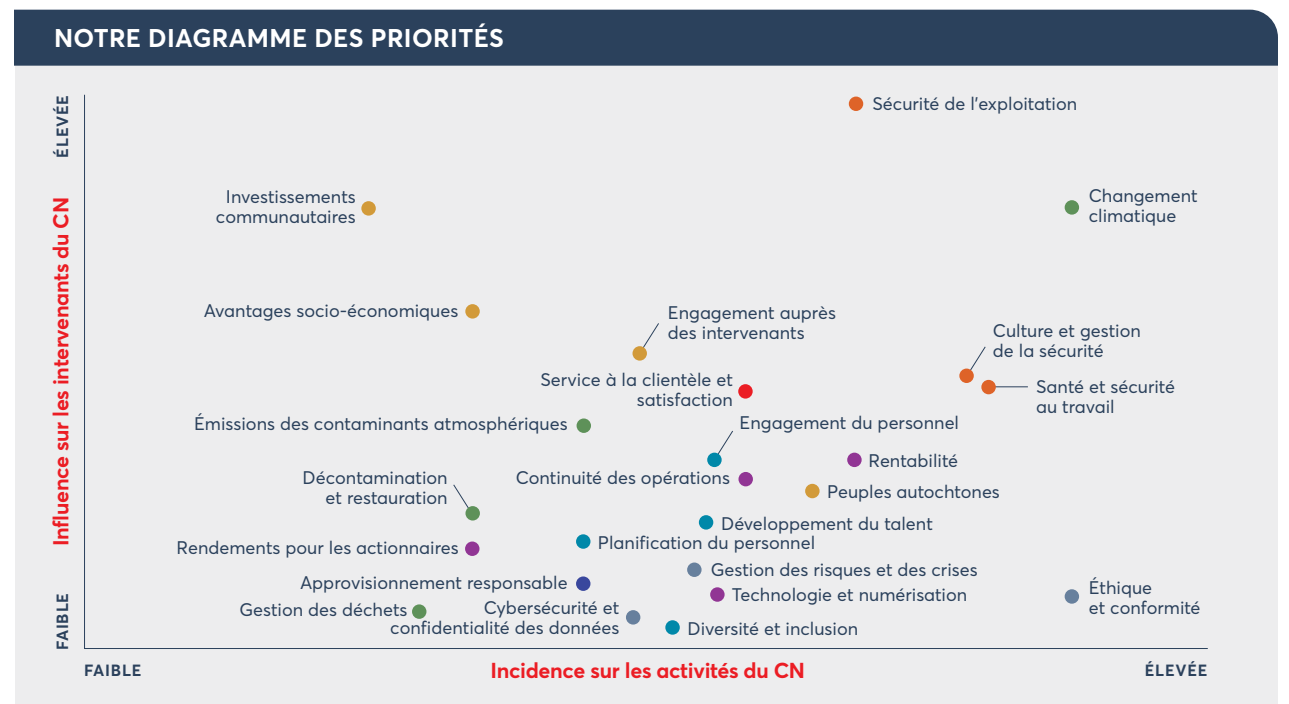 NOTRE DIAGRAMME DES PRIORITÉS
ÉLEVÉE
Influence sur les intervenants du CN
FAIBLE
Sécurité de l'exploitation
Investissements
communautaires
Changement
climatique
Avantages socio-économiques
Engagement auprès
des intervenants
Culture et gestion
de la sécurité
Service à la clientèle et
satisfaction
Santé et sécurité
au travail
Émissions des contaminants atmosphériques
Engagement du personnel
Rentabilité
Décontamination
et restauration
Continuité des opérations
Peuples autochtones
Développement du talent
Rendements pour les actionnaires
Planification du personnel
Gestion des risques et des crises
Approvisionnement responsable
Technologie et numérisation
Éthique
et conformité
Gestion des déchets
Cybersécurité et
confidentialité des données
Diversité et inclusion
FAIBLE
Incidence sur les activités du CN
ÉLEVÉE